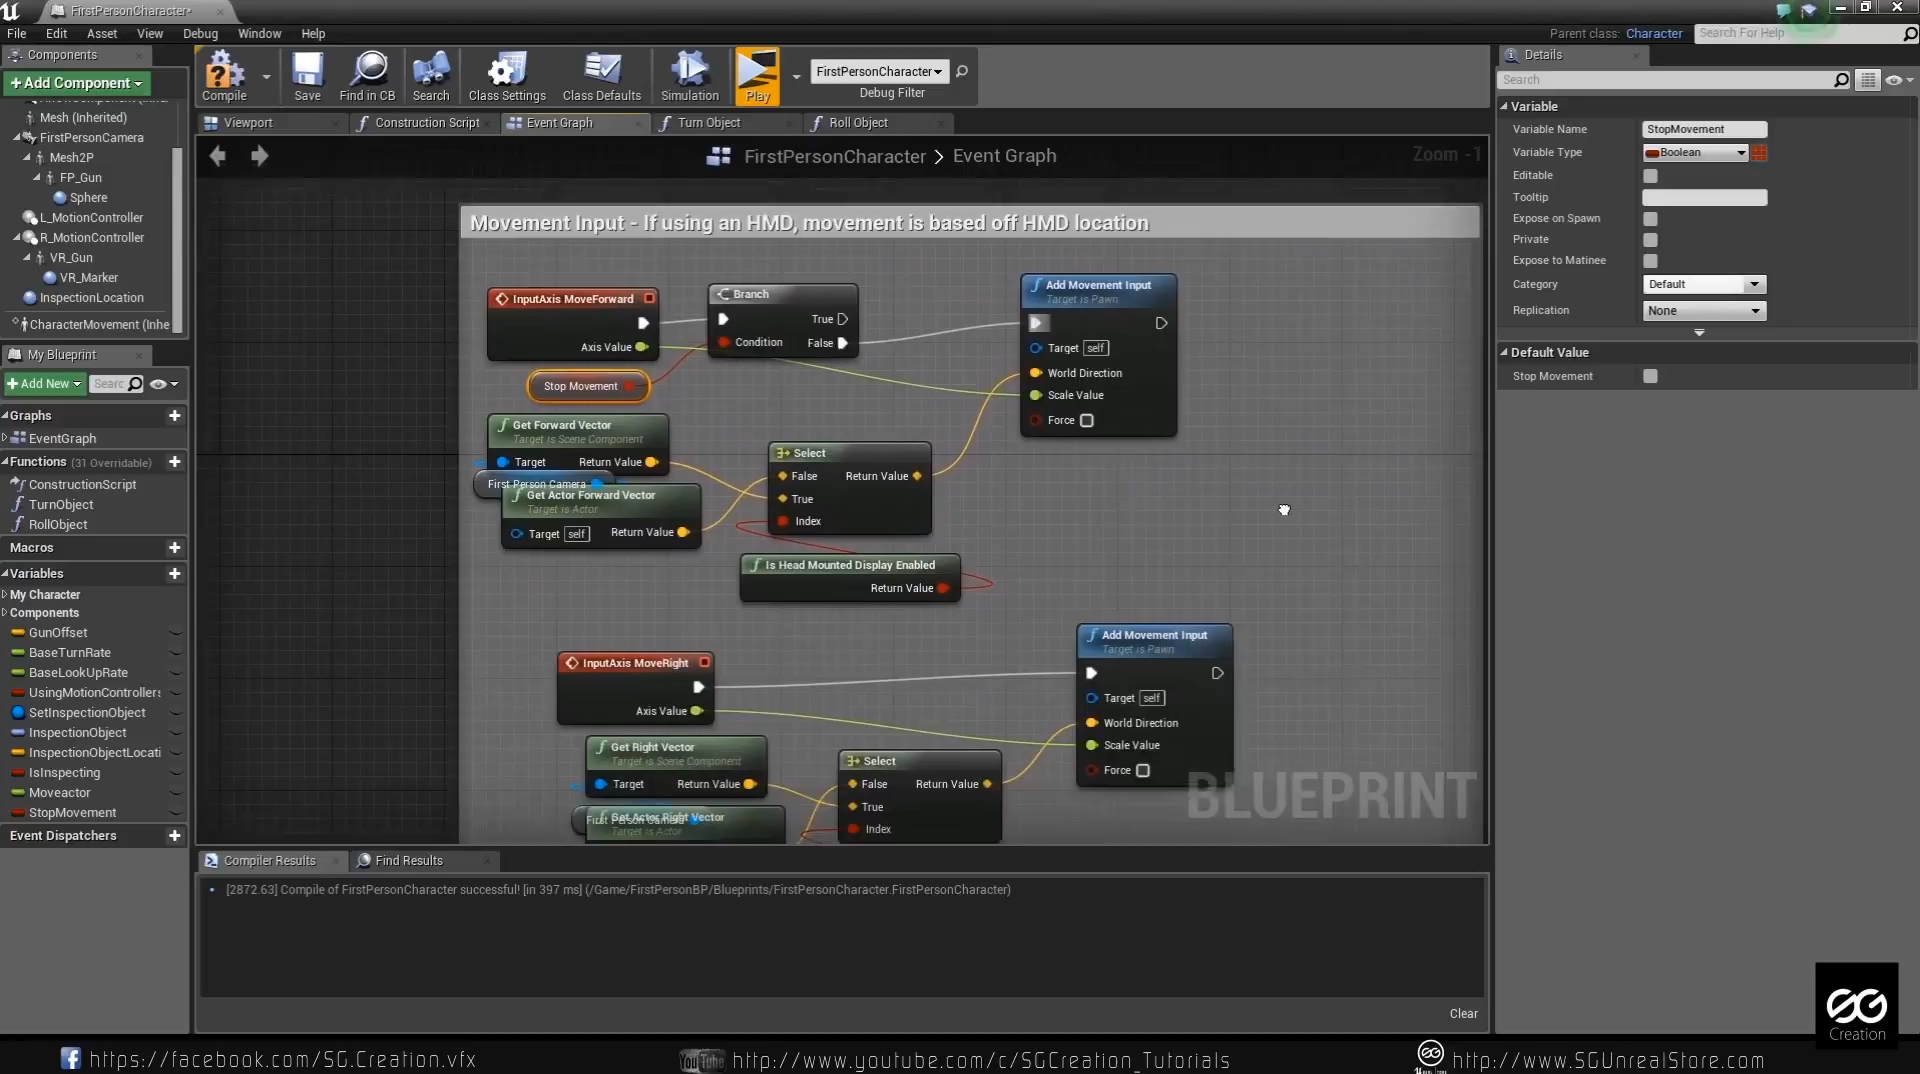 FirstPersonCharacter*
File Edit Asset View Debug Window Help
Parent class: Character
Search For Help
Components
+Add Component
Mesh (Inherited)
FirstPersonCamera
Mesh2P
FP_Gun
Sphere
L_MotionController
R_MotionController
VR_Gun
VR_Marker
InspectionLocation
CharacterMovement (Inhe
My Blueprint
+Add New
Searc
Graphs
EventGraph
Functions (31 Overridable)
ConstructionScript
TurnObject
RollObject
Macros
Variables
My Character
Components
GunOffset
BaseTurnRate
BaseLookUpRate
UsingMotionControllers
SetInspectionObject
InspectionObject
InspectionObjectLocati
IsInspecting
Moveactor
StopMovement
Event Dispatchers
Compile
Save
Find in CB
Search
Class Settings
Class Defaults
Simulation
Play
FirstPersonCharacter
Debug Filter
Viewport
Construction Script
Event Graph
Turn Object
Roll Object
FirstPersonCharacter > Event Graph
Zoom -1
Movement Input - If using an HMD, movement is based off HMD location
InputAxis MoveForward
Axis Value
Stop Movement
Branch
True
Condition
False
Add Movement Input
Target is Pawn
Target self
World Direction
Scale Value
Force
Get Forward Vector
Target is Scene Component
Target Return Value
First Person Camera
Get Actor Forward Vector
Target is Actor
Target self Return Value
Select
False Return Value
True
Index
Is Head Mounted Display Enabled
Return Value
InputAxis MoveRight
Axis Value
Add Movement Input
Target is Pawn
Target self
World Direction
Scale Value
Force
Get Right Vector
Target is Scene Component
Target Return Value
Get Actor Right Vector
First Person Camera
Target is Actor
Select
False Return Value
True
Index
BLUEPRINT
Compiler Results
Find Results
[2872.63] Compile of FirstPersonCharacter successful! [in 397 ms] (/Game/FirstPersonBP/Blueprints/FirstPersonCharacter.FirstPersonCharacter)
Clear
Details
Search
Variable
Variable Name StopMovement
Variable Type Boolean
Editable
Tooltip
Expose on Spawn
Private
Expose to Matinee
Category Default
Replication None
Default Value
Stop Movement
SG
Creation
https://facebook.com/SG.Creation.vfx
YouTube
http://www.youtube.com/c/SGCreation_Tutorials
http://www.SGUnrealStore.com